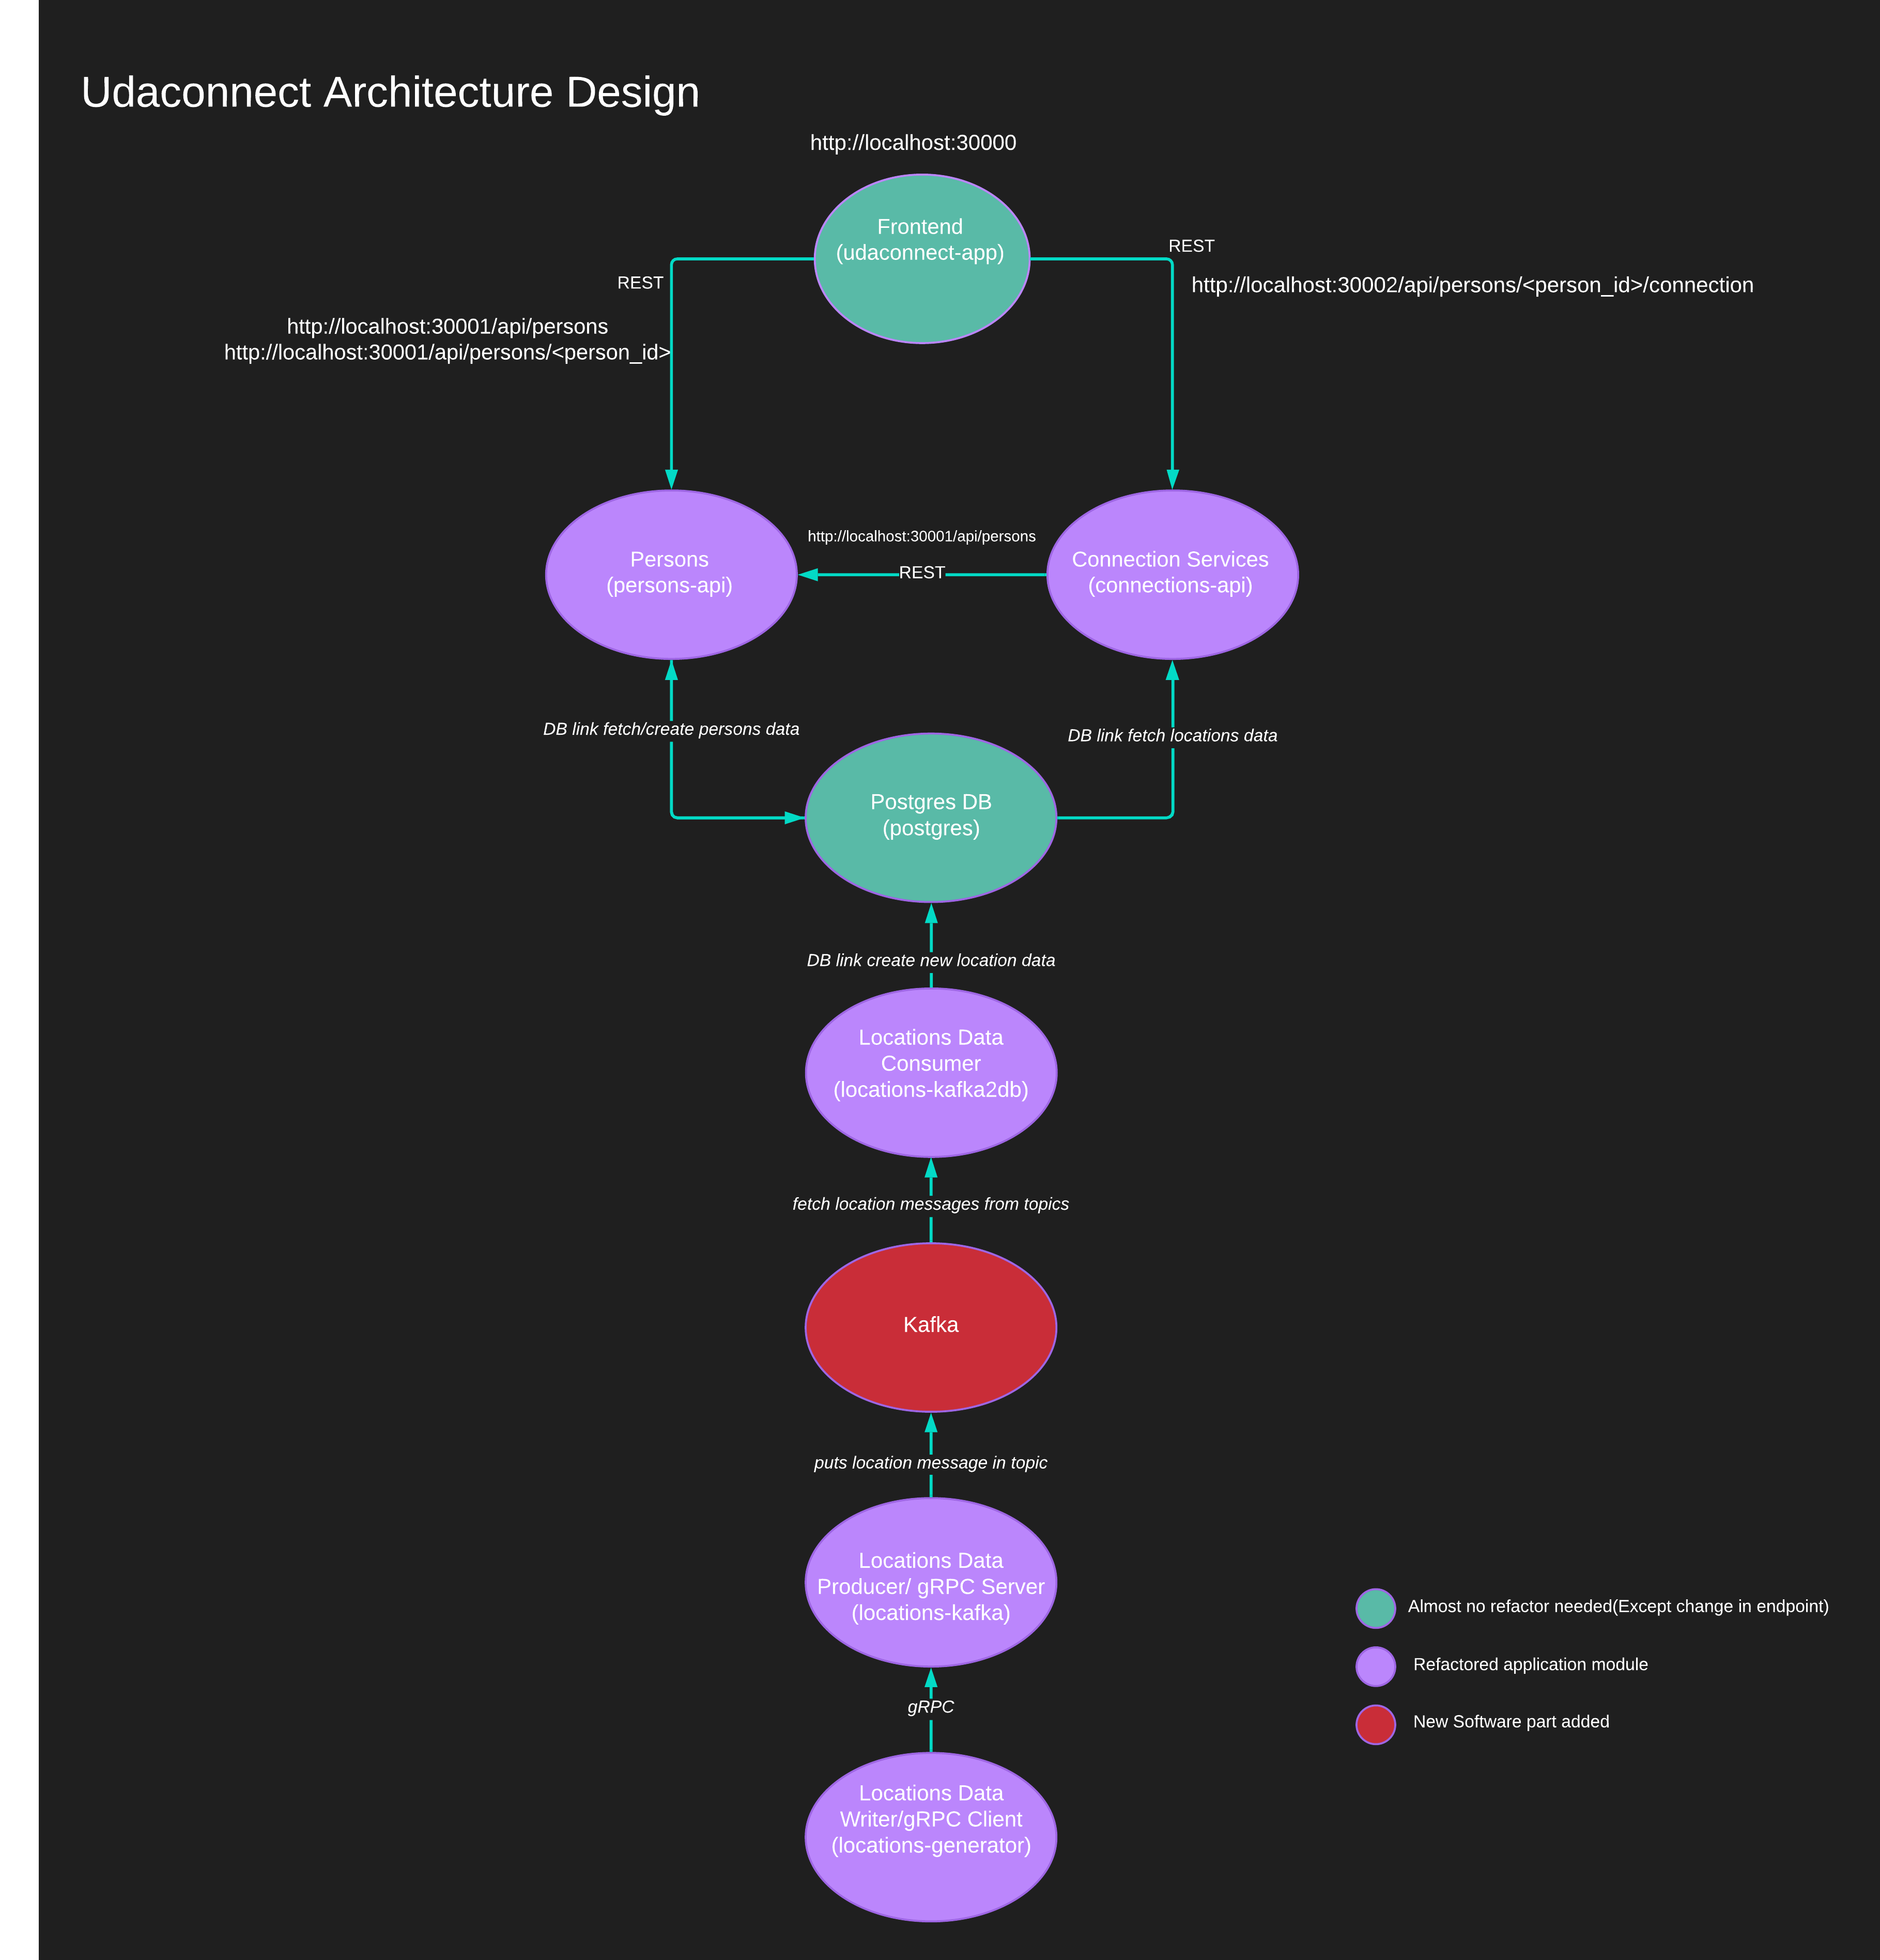 Udaconnect Architecture Design
http://localhost:30000
Frontend
(udaconnect-app)
REST
REST
http://localhost:30002/api/persons/<person_id>/connection
http://localhost:30001/api/persons
http://localhost:30001/api/persons/<person_id>
http://localhost:30001/api/persons
REST
Persons
(persons-api)
Connection Services
(connections-api)
DB link fetch/create persons data
DB link fetch locations data
Postgres DB
(postgres)
DB link create new location data
Locations Data
Consumer
(locations-kafka2db)
fetch location messages from topics
Kafka
puts location message in topic
Locations Data
Producer/ gRPC Server
(locations-kafka)
Almost no refactor needed(Except change in endpoint)
Refactored application module
New Software part added
gRPC
Locations Data
Writer/gRPC Client
(locations-generator)